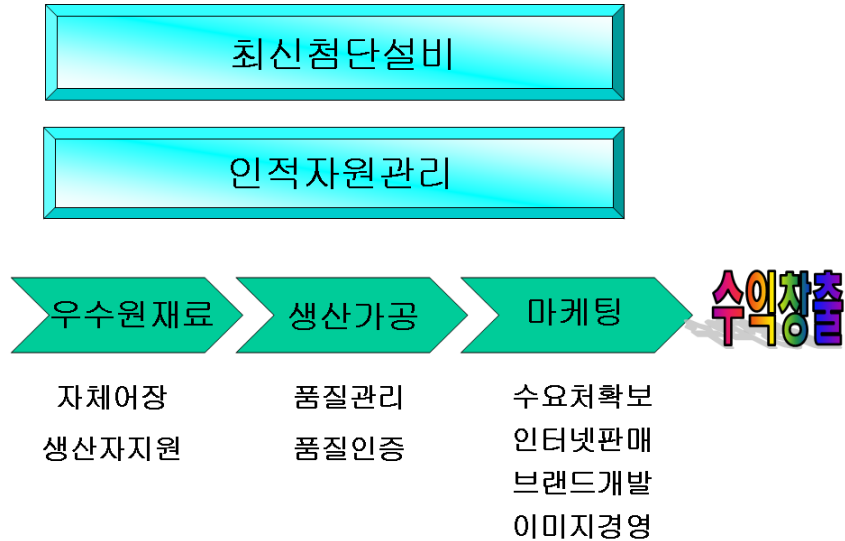 최신첨단설비
인적자원관리
우수원재료
생산가공
마케팅
수익창출
자체어장
생산자지원
품질관리
품질인증
수요처확보
인터넷판매
브랜드개발
이미지경영